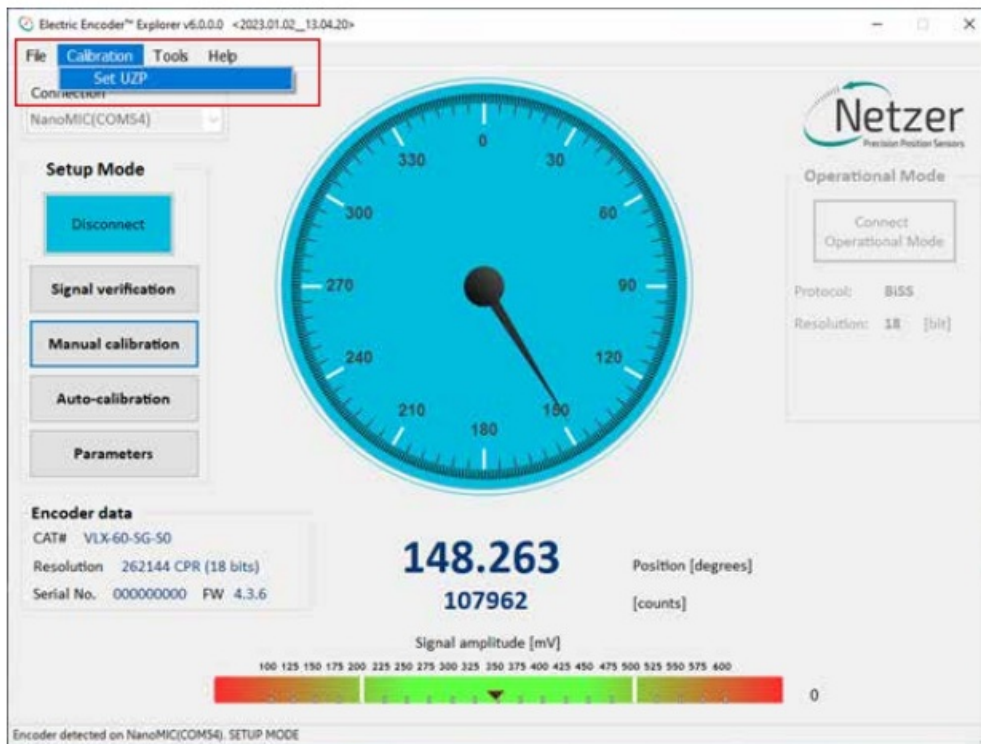 Electric Encoder™ Explorer v6.0.0.0 <2023.01.02__13.04.20>
File Calibration Tools Help
Set UZP
Connection
NanoMIC(COM54)
Netzer
Precision Position Sensors
Setup Mode
Disconnect
Signal verification
Manual calibration
Auto-calibration
Parameters
0
30
60
90
120
150
180
210
240
270
300
330
Operational Mode
Connect
Operational Mode
Protocol: BiSS
Resolution: 18 [bit]
Encoder data
CAT# VLX-60-SG-S0
Resolution 262144 CPR (18 bits)
Serial No. 000000000 FW 4.3.6
148.263 Position [degrees]
107962 [counts]
Signal amplitude [mV]
100 125 150 175 200 225 250 275 300 325 350 375 400 425 450 475 500 525 550 575 600
0
Encoder detected on NanoMIC(COM54). SETUP MODE